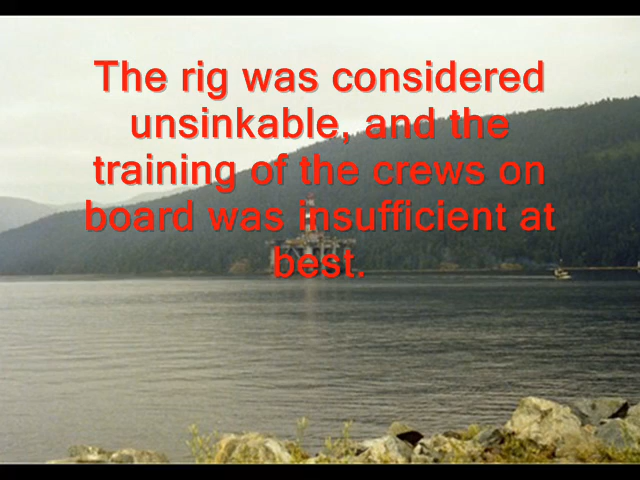 The rig was considered
unsinkable, and the
training of the crews on
board was insufficient at
best.